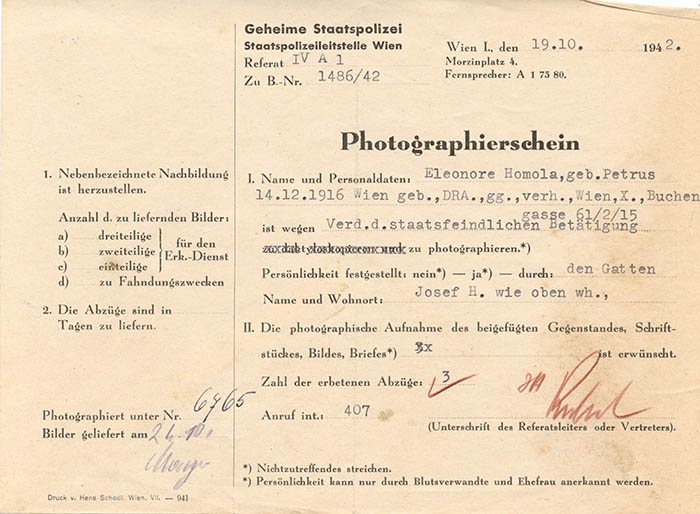 Geheime Staatspolizei
Staatspolizeileitstelle Wien
Referat IV A 1
Zu B.-Nr. 1486/42
Wien I., den 19.10. 1942.
Morzinplatz 4.
Fernsprecher: A 1 75 80.
Photographierschein
1. Nebenbezeichnete Nachbildung
ist herzustellen.
Anzahl d. zu liefernden Bilder:
a) dreiteilige
b) zweiteilige
c) einteilige
für den
Erk.-Dienst
d) zu Fahndungszwecken
2. Die Abzüge sind in
Tagen zu liefern.
Photographiert unter Nr. 6765
Bilder geliefert am
Druck v. Hans School, Wien, VII. — 941
I. Name und Personaldaten: Eleonore Homola,geb.Petrus
14.12.1916 Wien geb.,DRA.,gg.,verh.,Wien,X.,Buchen
gasse 61/2/15
ist wegen Verd.d.staatsfeindlichen Betätigung
zu photographieren.*)
Persönlichkeit festgestellt: nein*) — ja*) — durch: den Gatten
Name und Wohnort: Josef H. wie oben wh.,
II. Die photographische Aufnahme des beigefügten Gegenstandes, Schrift-
stückes, Bildes, Briefes*) ist erwünscht.
Zahl der erbetenen Abzüge: 3
Anruf int.: 407
(Unterschrift des Referatsleiters oder Vertreters).
*) Nichtzutreffendes streichen.
*) Persönlichkeit kann nur durch Blutsverwandte und Ehefrau anerkannt werden.